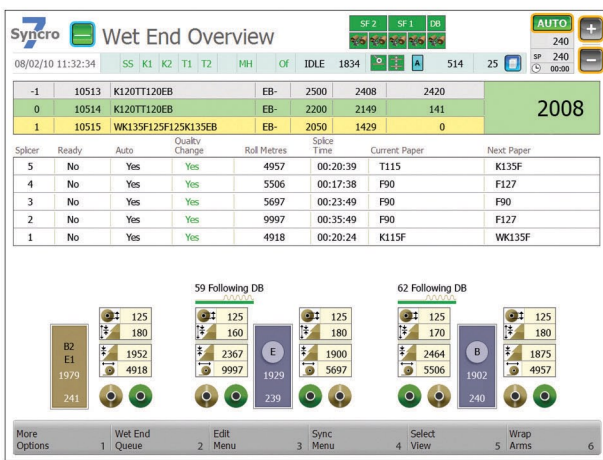 Syncro 7 Wet End Overview
SF 2 SF 1 DB
AUTO
240
SP 240
00:00
08/02/10 11:32:34 SS K1 K2 T1 T2 MH Of IDLE 1834 A 514 25
-1 10513 K120TT120EB EB- 2500 2408 2420
0 10514 K120TT120EB EB- 2200 2149 141
1 10515 WK135F125F125K135EB EB- 2050 1429 0
2008
Splicer Ready Auto Quality Change Roll Metres Splice Time Current Paper Next Paper
5 No Yes Yes 4957 00:20:39 T115 K135F
4 No Yes Yes 5506 00:17:38 F90 F127
3 No Yes Yes 5697 00:23:49 F90 F90
2 No Yes Yes 9997 00:35:49 F90 F127
1 No Yes Yes 4918 00:20:24 K115F WK135F
59 Following DB 62 Following DB
125 125 125 125 125
180 160 180 170 180
B2
E1 E B
1952 2367 1900 2464 1875
1979 1929 1902
4918 9997 5697 5506 4957
241 239 240
More Options 1 Wet End Queue 2 Edit Menu 3 Sync Menu 4 Select View 5 Wrap Arms 6